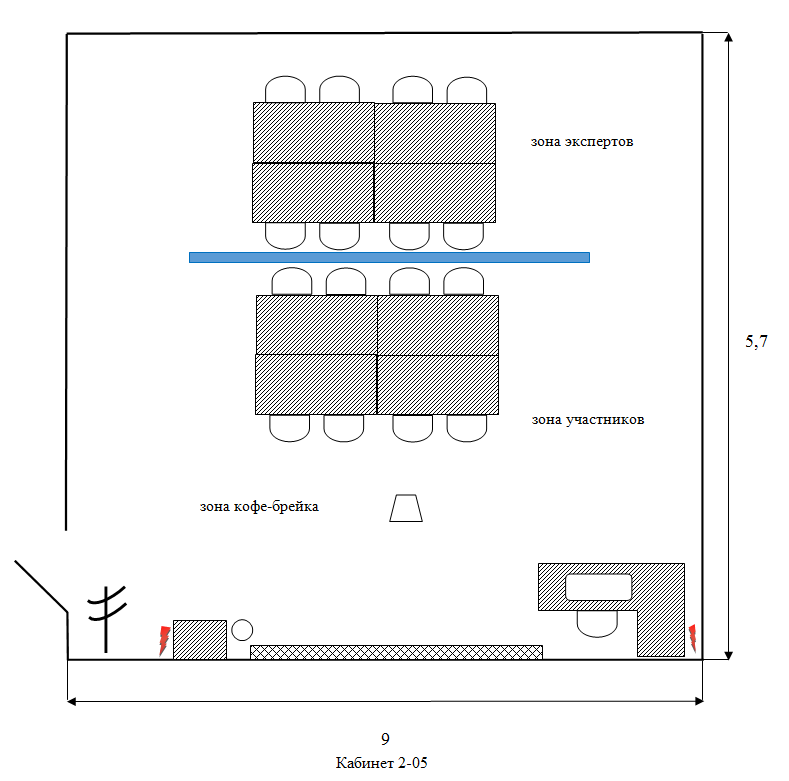 зона экспертов
5,7
зона участников
зона кофе-брейка
9
Кабинет 2-05